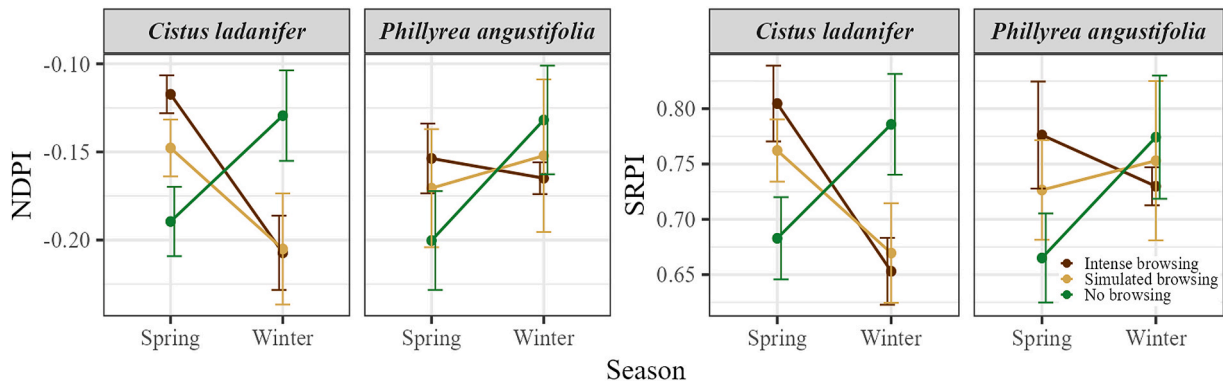 Cistus ladanifer
Phillyrea angustifolia
Cistus ladanifer
Phillyrea angustifolia
NDPI
-0.10
-0.15
-0.20
SRPI
0.80
0.75
0.70
0.65
Intense browsing
Simulated browsing
No browsing
Spring
Winter
Spring
Winter
Spring
Winter
Spring
Winter
Season